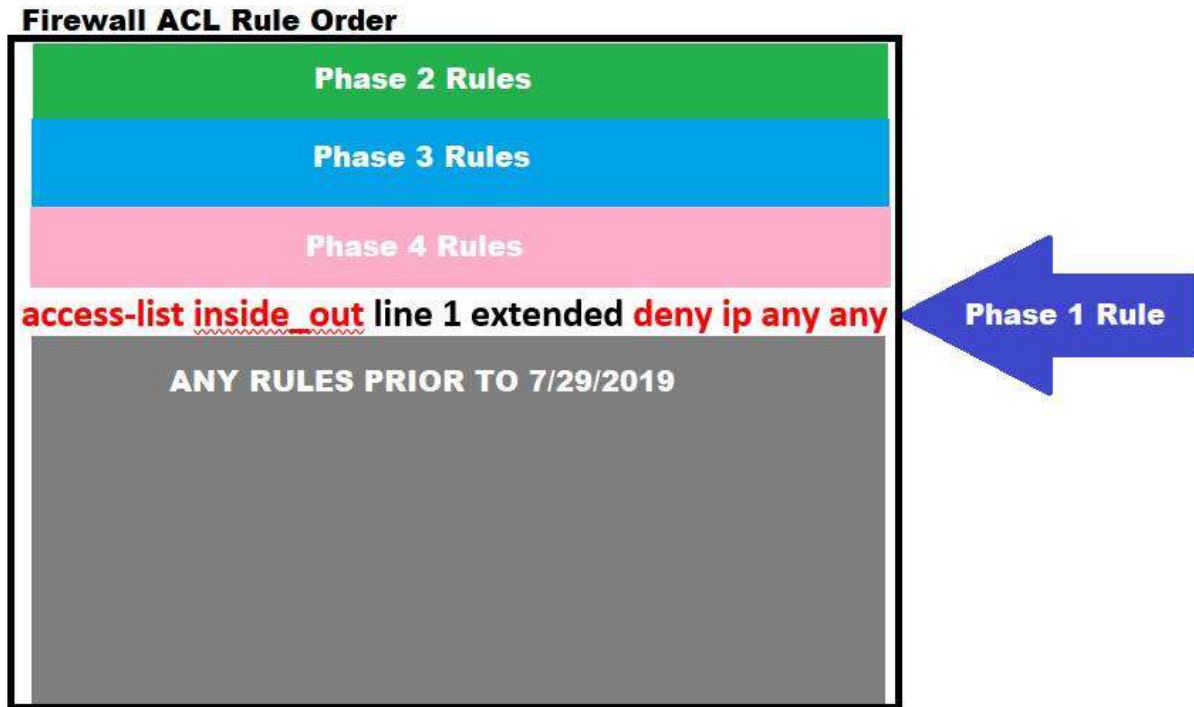 Firewall ACL Rule Order
Phase 2 Rules
Phase 3 Rules
Phase 4 Rules
access-list inside_out line 1 extended deny ip any any
Phase 1 Rule
ANY RULES PRIOR TO 7/29/2019